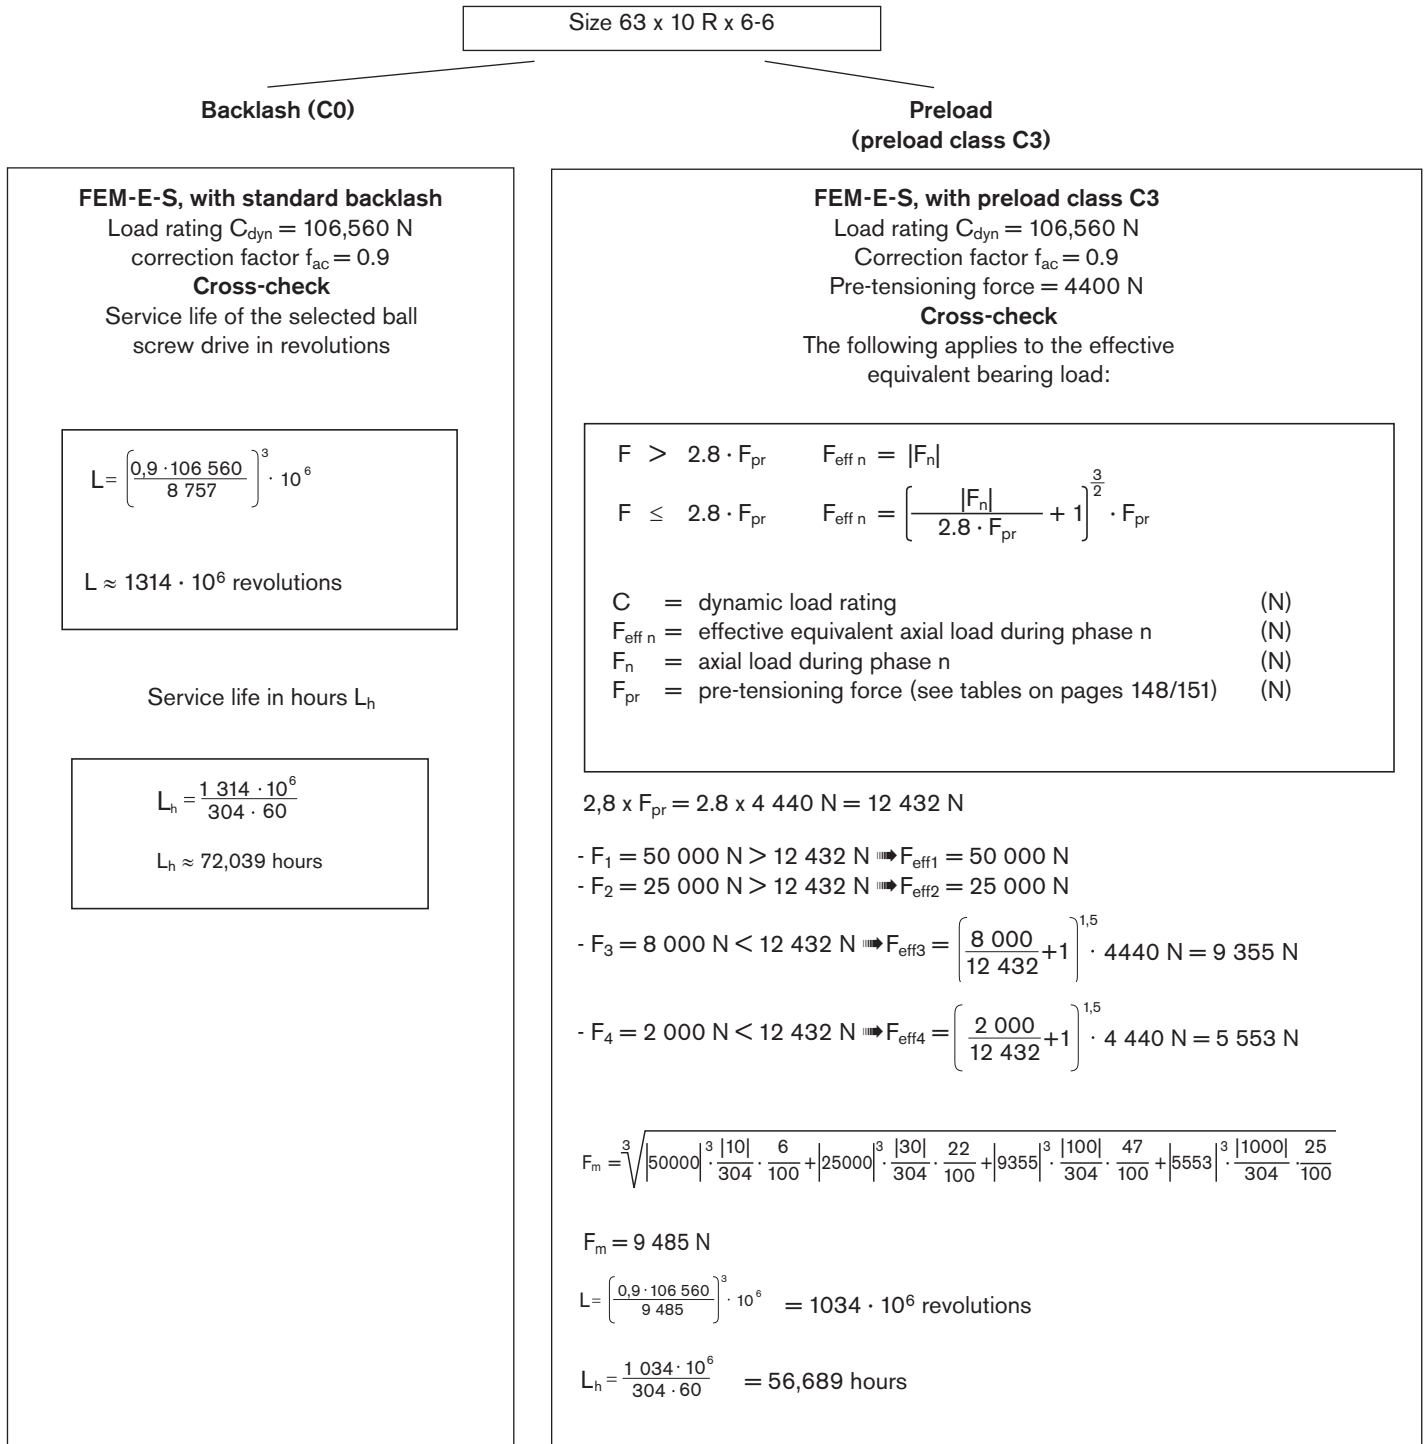 Size 63 x 10 R x 6-6
Backlash (C0)
FEM-E-S, with standard backlash
Load rating C_dyn = 106,560 N
correction factor f_ac = 0.9
Cross-check
Service life of the selected ball
screw drive in revolutions
L = (0,9 · 106 560 / 8 757)^3 · 10^6
L ≈ 1314 · 10^6 revolutions
Service life in hours L_h
L_h = 1 314 · 10^6 / 304 · 60
L_h ≈ 72,039 hours
Preload
(preload class C3)
FEM-E-S, with preload class C3
Load rating C_dyn = 106,560 N
Correction factor f_ac = 0.9
Pre-tensioning force = 4400 N
Cross-check
The following applies to the effective
equivalent bearing load:
F > 2.8 · F_pr F_eff n = |F_n|
F ≤ 2.8 · F_pr F_eff n = (|F_n| / 2.8 · F_pr + 1)^3/2 · F_pr
C = dynamic load rating (N)
F_eff n = effective equivalent axial load during phase n (N)
F_n = axial load during phase n (N)
F_pr = pre-tensioning force (see tables on pages 148/151) (N)
2,8 x F_pr = 2.8 x 4 440 N = 12 432 N
- F_1 = 50 000 N > 12 432 N ➠ F_eff1 = 50 000 N
- F_2 = 25 000 N > 12 432 N ➠ F_eff2 = 25 000 N
- F_3 = 8 000 N < 12 432 N ➠ F_eff3 = (8 000 / 12 432 + 1)^1,5 · 4440 N = 9 355 N
- F_4 = 2 000 N < 12 432 N ➠ F_eff4 = (2 000 / 12 432 + 1)^1,5 · 4 440 N = 5 553 N
F_m = ∛(|50000|^3 · |10|/304 · 6/100 + |25000|^3 · |30|/304 · 22/100 + |9355|^3 · |100|/304 · 47/100 + |5553|^3 · |1000|/304 · 25/100)
F_m = 9 485 N
L = (0,9 · 106 560 / 9 485)^3 · 10^6 = 1034 · 10^6 revolutions
L_h = 1 034 · 10^6 / 304 · 60 = 56,689 hours